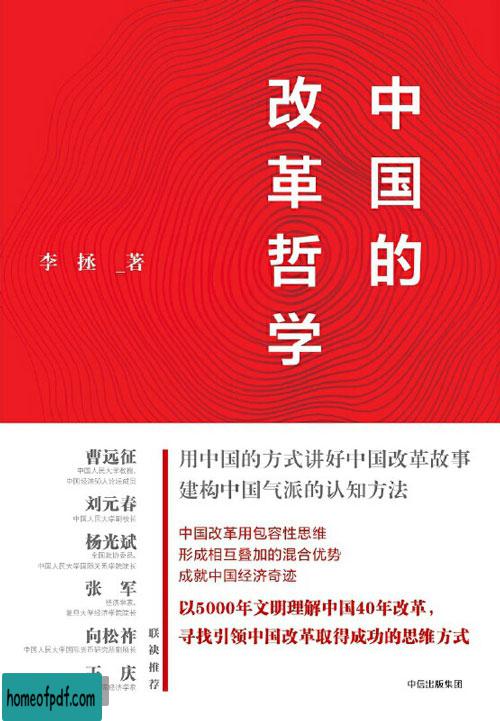 中国的
改革哲学
李拯_著
曹远征
中国人民大学教授、
中国经济50人论坛成员
刘元春
中国人民大学副校长
杨光斌
全国政协委员、
中国人民大学国际关系学院院长
张军
经济学家、
复旦大学经济学院院长
向松祚
中国人民大学国际货币研究所副所长
王庆
经济学家
联袂推荐
用中国的方式讲好中国改革故事
建构中国气派的认知方法
中国改革用包容性思维
形成相互叠加的混合优势
成就中国经济奇迹
以5000年文明理解中国40年改革，
寻找引领中国改革取得成功的思维方式
中信出版集团
homeofpdf.com